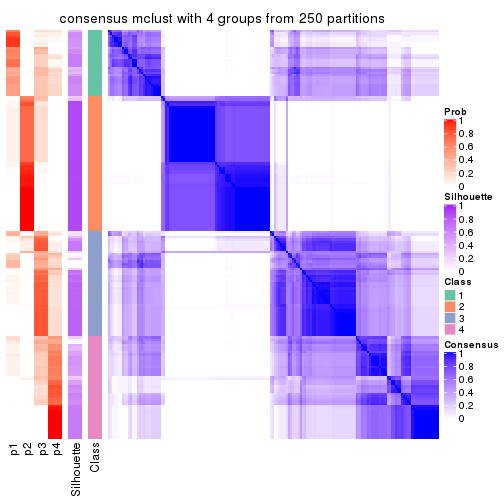 consensus mclust with 4 groups from 250 partitions
Prob
1
0.8
0.6
0.4
0.2
0
Silhouette
1
0.8
0.6
0.4
0.2
0
Class
1
2
3
4
Consensus
1
0.8
0.6
0.4
0.2
0
p1
p2
p3
p4
Silhouette
Class